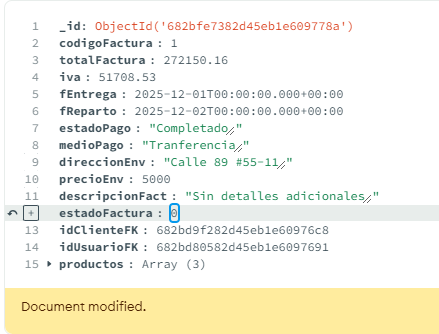 1 _id: ObjectId('682bfe7382d45eb1e609778a')
2 codigoFactura : 1
3 totalFactura : 272150.16
4 iva : 51708.53
5 fEntrega : 2025-12-01T00:00:00.000+00:00
6 fReparto : 2025-12-02T00:00:00.000+00:00
7 estadoPago : "Completado"
8 medioPago : "Tranferencia"
9 direccionEnv : "Calle 89 #55-11"
10 precioEnv : 5000
11 descripcionFact : "Sin detalles adicionales"
+ estadoFactura : 0
13 idClienteFK : 682bd9f282d45eb1e60976c8
14 idUsuarioFK : 682bd80582d45eb1e6097691
15 productos : Array (3)
Document modified.